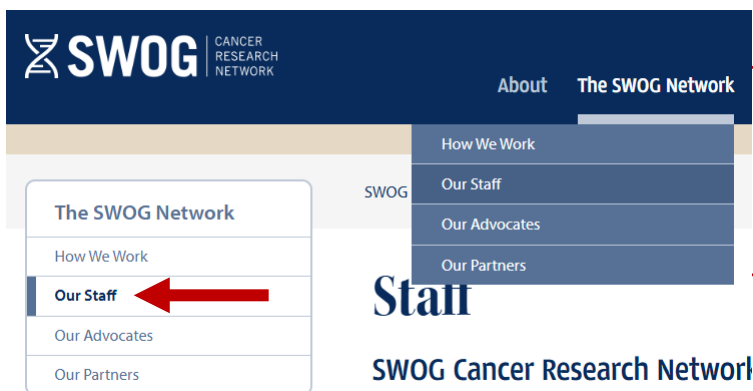 SWOG
CANCER
RESEARCH
NETWORK
About
The SWOG Network
How We Work
Our Staff
Our Advocates
Our Partners
The SWOG Network
How We Work
Our Staff
Our Advocates
Our Partners
SWOG
Staff
SWOG Cancer Research Network